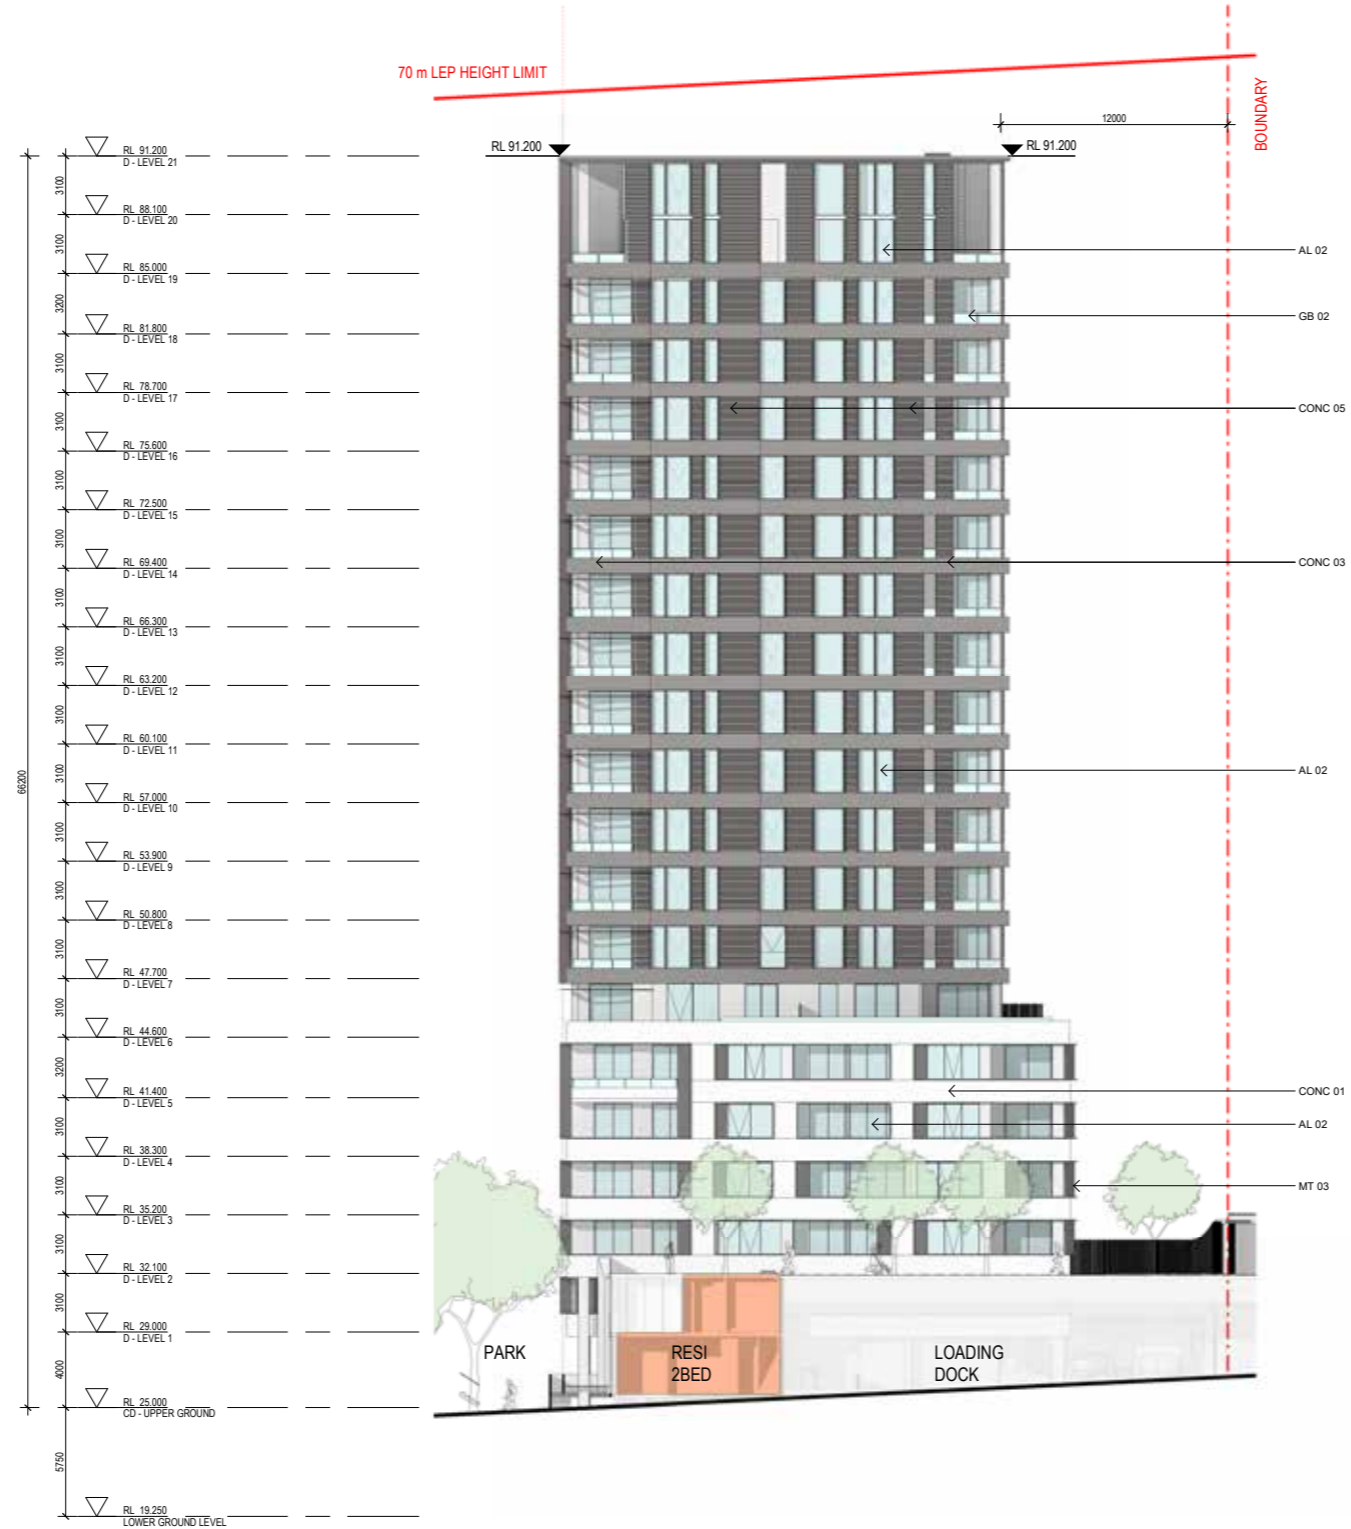 70 m LEP HEIGHT LIMIT
BOUNDARY
12000
RL 91.200
RL 91.200
RL 91.200
D - LEVEL 21
3100
RL 88.100
D - LEVEL 20
3100
RL 85.000
D - LEVEL 19
3200
RL 81.800
D - LEVEL 18
3100
RL 78.700
D - LEVEL 17
3100
RL 75.600
D - LEVEL 16
3100
RL 72.500
D - LEVEL 15
3100
RL 69.400
D - LEVEL 14
3100
RL 66.300
D - LEVEL 13
3100
RL 63.200
D - LEVEL 12
3100
RL 60.100
D - LEVEL 11
3100
RL 57.000
D - LEVEL 10
3100
RL 53.900
D - LEVEL 9
3100
RL 50.800
D - LEVEL 8
3100
RL 47.700
D - LEVEL 7
3100
RL 44.600
D - LEVEL 6
3200
RL 41.400
D - LEVEL 5
3100
RL 38.300
D - LEVEL 4
3100
RL 35.200
D - LEVEL 3
3100
RL 32.100
D - LEVEL 2
3100
RL 29.000
D - LEVEL 1
4000
RL 25.000
CD - UPPER GROUND
5750
RL 19.250
LOWER GROUND LEVEL
66200
AL 02
GB 02
CONC 05
CONC 03
AL 02
CONC 01
AL 02
MT 03
PARK
RESI
2BED
LOADING
DOCK